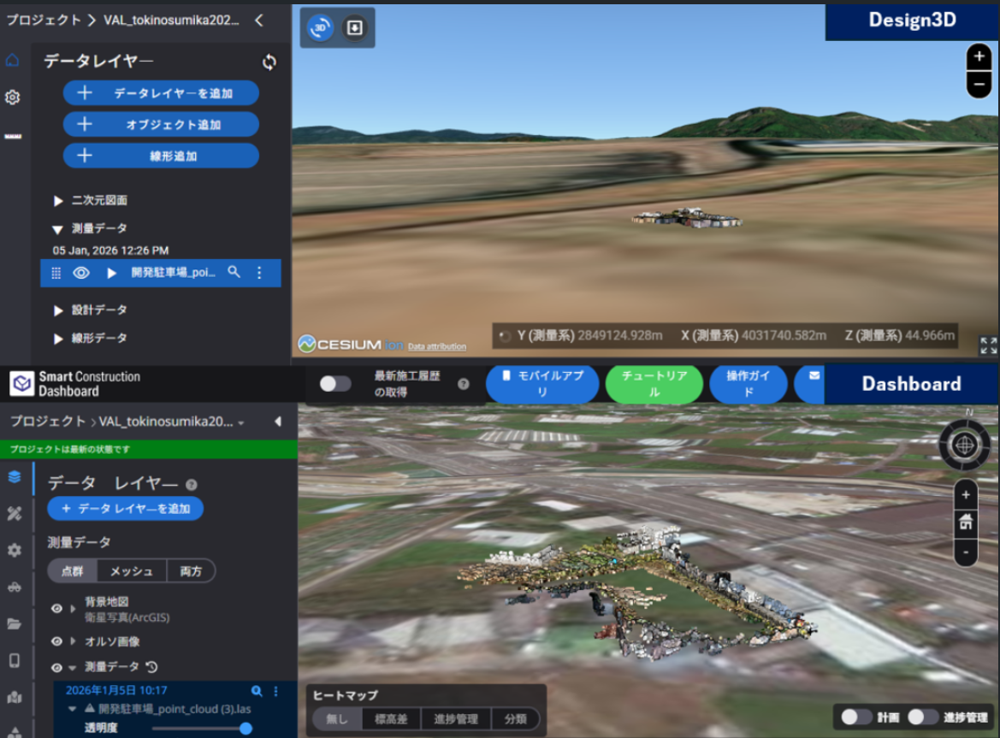 プロジェクト > VAL_tokinosumika202...
Design3D
3D
データレイヤー
データレイヤーを追加
オブジェクト追加
線形追加
二次元図面
測量データ
05 Jan, 2026 12:26 PM
開発駐車場_poi...
設計データ
線形データ
CESIUM ion Data attribution
Y (測量系) 2849124.928m X (測量系) 4031740.582m Z (測量系) 44.966m
Smart Construction
Dashboard
最新施工履歴
の取得
モバイルアプ
リ
チュートリア
ル
操作ガイ
ド
Dashboard
プロジェクト > VAL_tokinosumika20...
プロジェクトは最新の状態です
N
データ レイヤー
+ データ レイヤーを追加
測量データ
点群 メッシュ 両方
背景地図
衛星写真(ArcGIS)
オルソ画像
測量データ
2026年1月5日 10:17
開発駐車場_point_cloud (3).las
透明度
ヒートマップ
無し 標高差 進捗管理 分類
計画 進捗管理